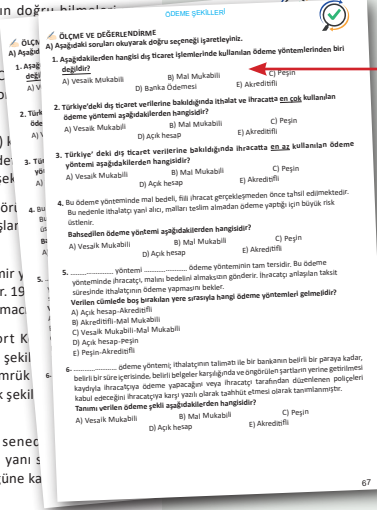 ÖDEME ŞEKİLLERİ
ÖLÇME VE DEĞERLENDİRME
A) Aşağıdaki soruları okuyarak doğru seçeneği işaretleyiniz.
1. Aşağıdakilerden hangisi dış ticaret işlemlerinde kullanılan ödeme yöntemlerinden biri
değildir?
A) Vesaik Mukabili B) Mal Mukabili C) Peşin
D) Banka Ödemesi E) Akreditifli
2. Türkiye'deki dış ticaret verilerine bakıldığında ithalat ve ihracatta en çok kullanılan
ödeme yöntemi aşağıdakilerden hangisidir?
A) Vesaik Mukabili B) Mal Mukabili C) Peşin
D) Açık hesap E) Akreditifli
3. Türkiye' deki dış ticaret verilerine bakıldığında ihracatta en az kullanılan ödeme
yöntemi aşağıdakilerden hangisidir?
A) Vesaik Mukabili B) Mal Mukabili C) Peşin
D) Açık hesap E) Akreditifli
4. Bu ödeme yönteminde mal bedeli, fiili ihracat gerçekleşmeden önce tahsil edilmektedir.
Bu nedenle ithalatçı yani alıcı, malları teslim almadan ödeme yaptığı için büyük risk
üstlenir.
Bahsedilen ödeme yöntemi aşağıdakilerden hangisidir?
A) Vesaik Mukabili B) Mal Mukabili C) Peşin
D) Açık hesap E) Akreditifli
5. .................... yöntemi .................... ödeme yönteminin tam tersidir. Bu ödeme
yönteminde ihracatçı, malını bedelini almaksızın gönderir. İhracatçı anlaşılan taksit
süresinde ithalatçının ödeme yapmasını bekler.
Verilen cümlede boş bırakılan yere sırasıyla hangi ödeme yöntemleri gelmelidir?
A) Açık hesap-Akreditifli
B) Akreditifli-Mal Mukabili
C) Vesaik Mukabili-Mal Mukabili
D) Açık hesap-Peşin
E) Peşin-Akreditifli
6- .................... ödeme yöntemi; ithalatçının talimatı ile bir bankanın belirli bir paraya kadar,
belirli bir süre içerisinde, belirli belgeler karşılığında ve öngörülen şartların yerine getirilmesi
kaydıyla ihracatçıya ödeme yapacağını veya ihracatçı tarafından düzenlenen poliçeleri
kabul edeceğini ihracatçıya karşı yazılı olarak taahhüt etmesi olarak tanımlanmıştır.
Tanımı verilen ödeme şekli aşağıdakilerden hangisidir?
A) Vesaik Mukabili B) Mal Mukabili C) Peşin
D) Açık hesap E) Akreditifli
67